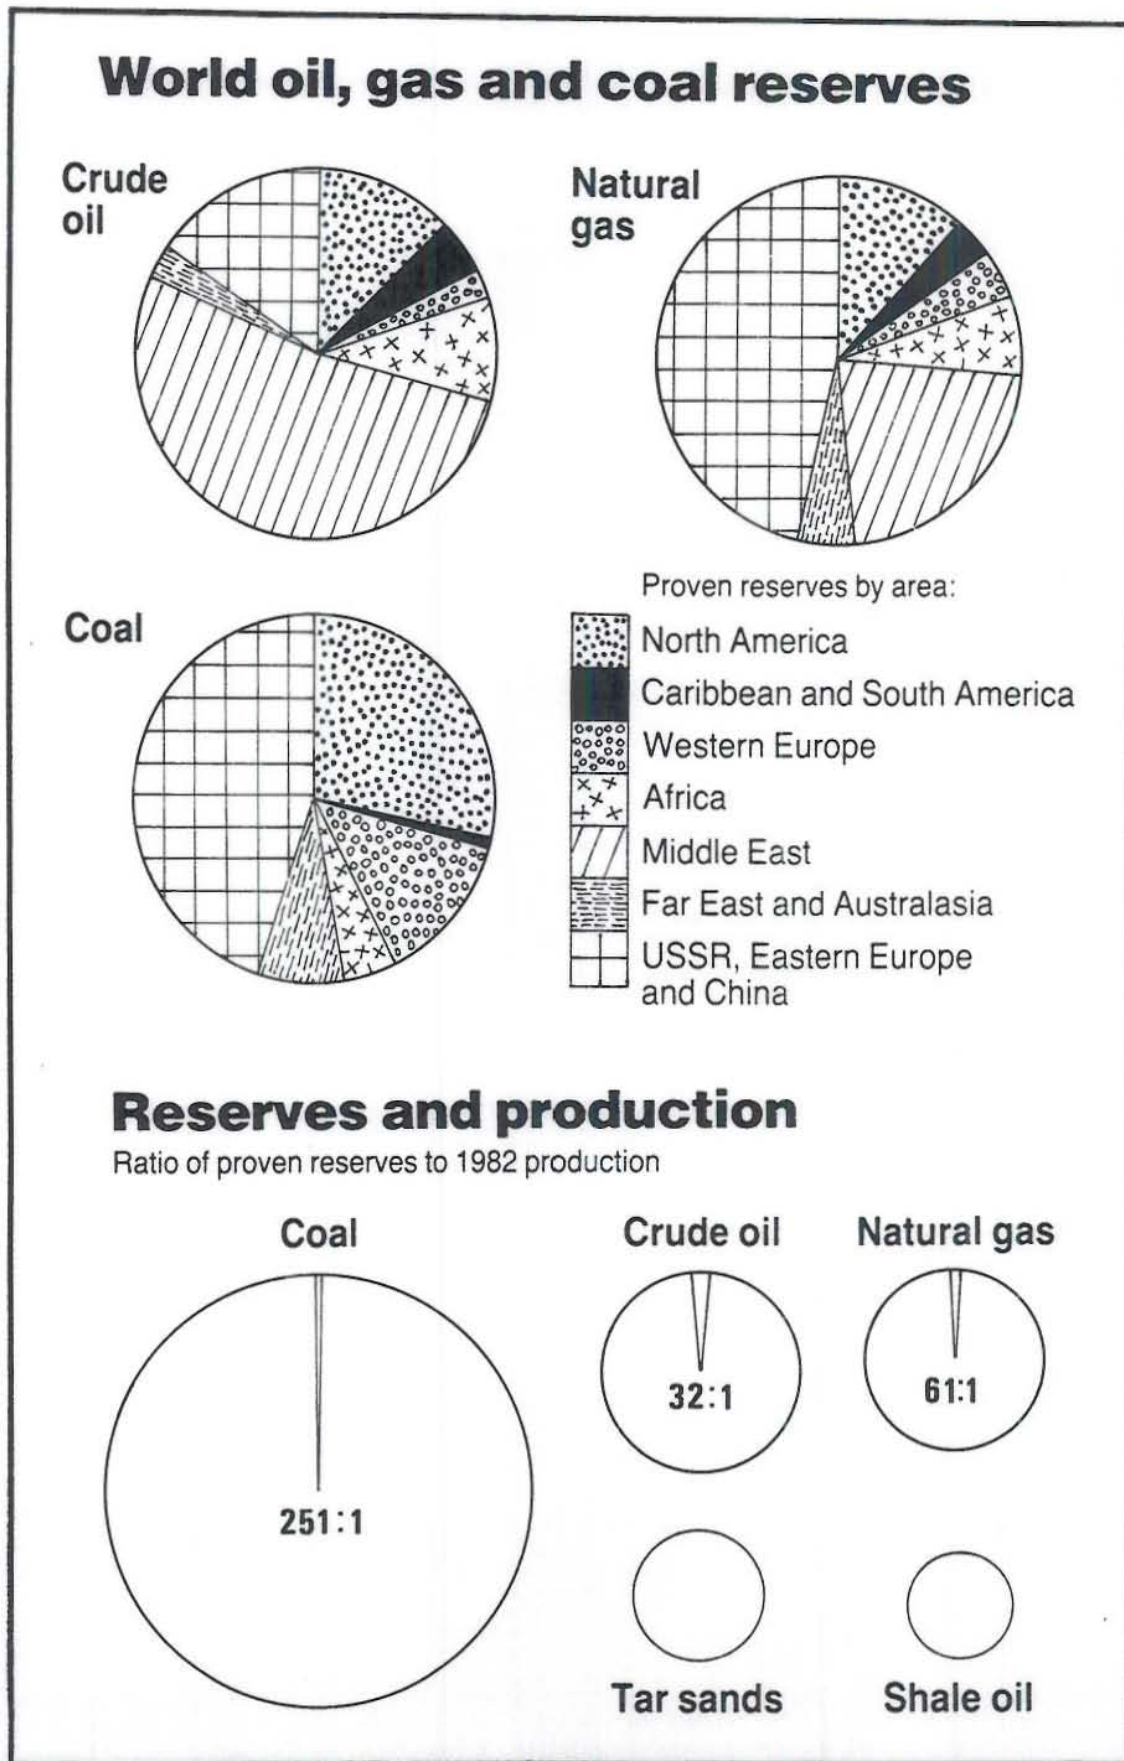 World oil, gas and coal reserves
Crude
oil
Natural
gas
Coal
Proven reserves by area:
North America
Caribbean and South America
Western Europe
Africa
Middle East
Far East and Australasia
USSR, Eastern Europe
and China
Reserves and production
Ratio of proven reserves to 1982 production
Coal
Crude oil
Natural gas
251:1
32:1
61:1
Tar sands
Shale oil